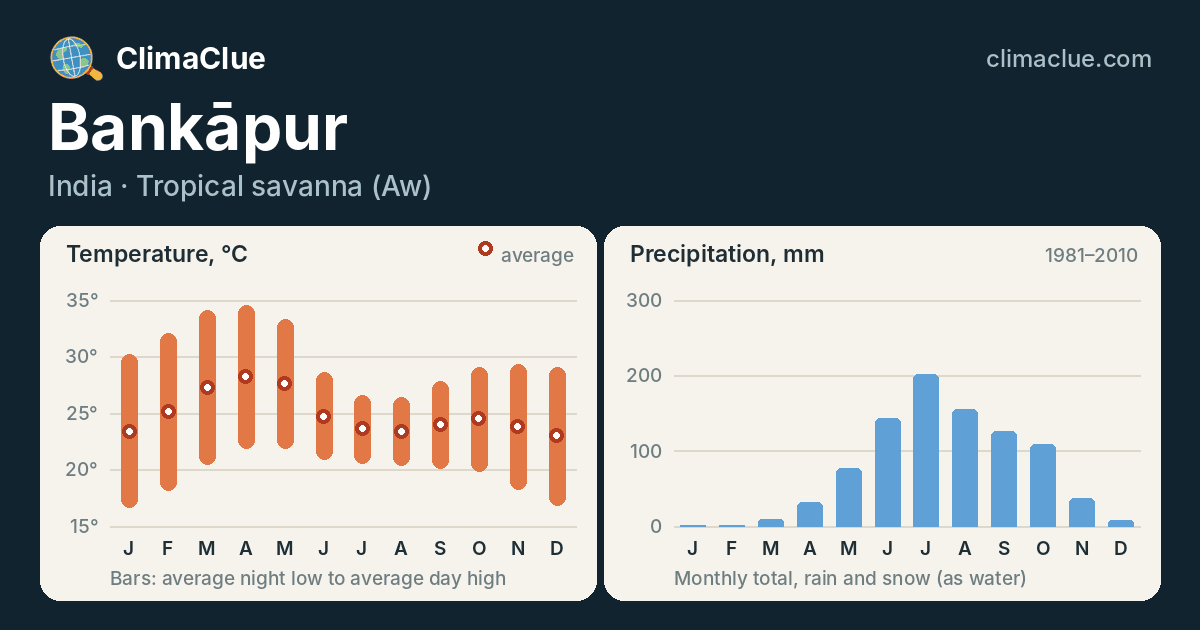 ClimaClue
climaclue.com
Bankāpur
India · Tropical savanna (Aw)
Temperature, °C
average
35°
30°
25°
20°
15°
J F M A M J J A S O N D
Bars: average night low to average day high
Precipitation, mm
1981–2010
300
200
100
0
J F M A M J J A S O N D
Monthly total, rain and snow (as water)